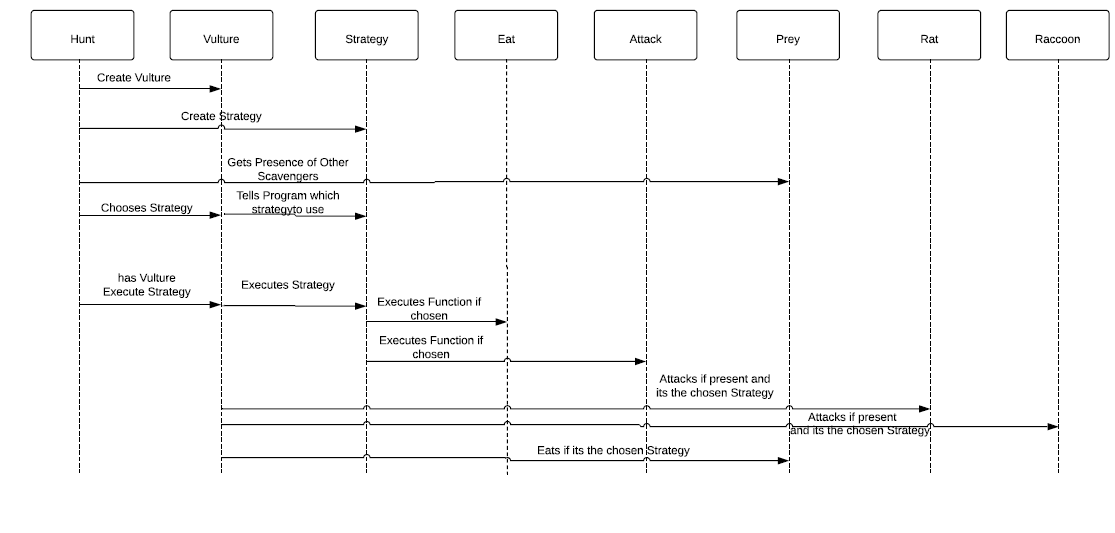 Hunt
Vulture
Strategy
Eat
Attack
Prey
Rat
Raccoon
Create Vulture
Create Strategy
Gets Presence of Other
Scavengers
Chooses Strategy
Tells Program which
strategyto use
has Vulture
Execute Strategy
Executes Strategy
Executes Function if
chosen
Executes Function if
chosen
Attacks if present and
its the chosen Strategy
Attacks if present
and its the chosen Strategy
Eats if its the chosen Strategy